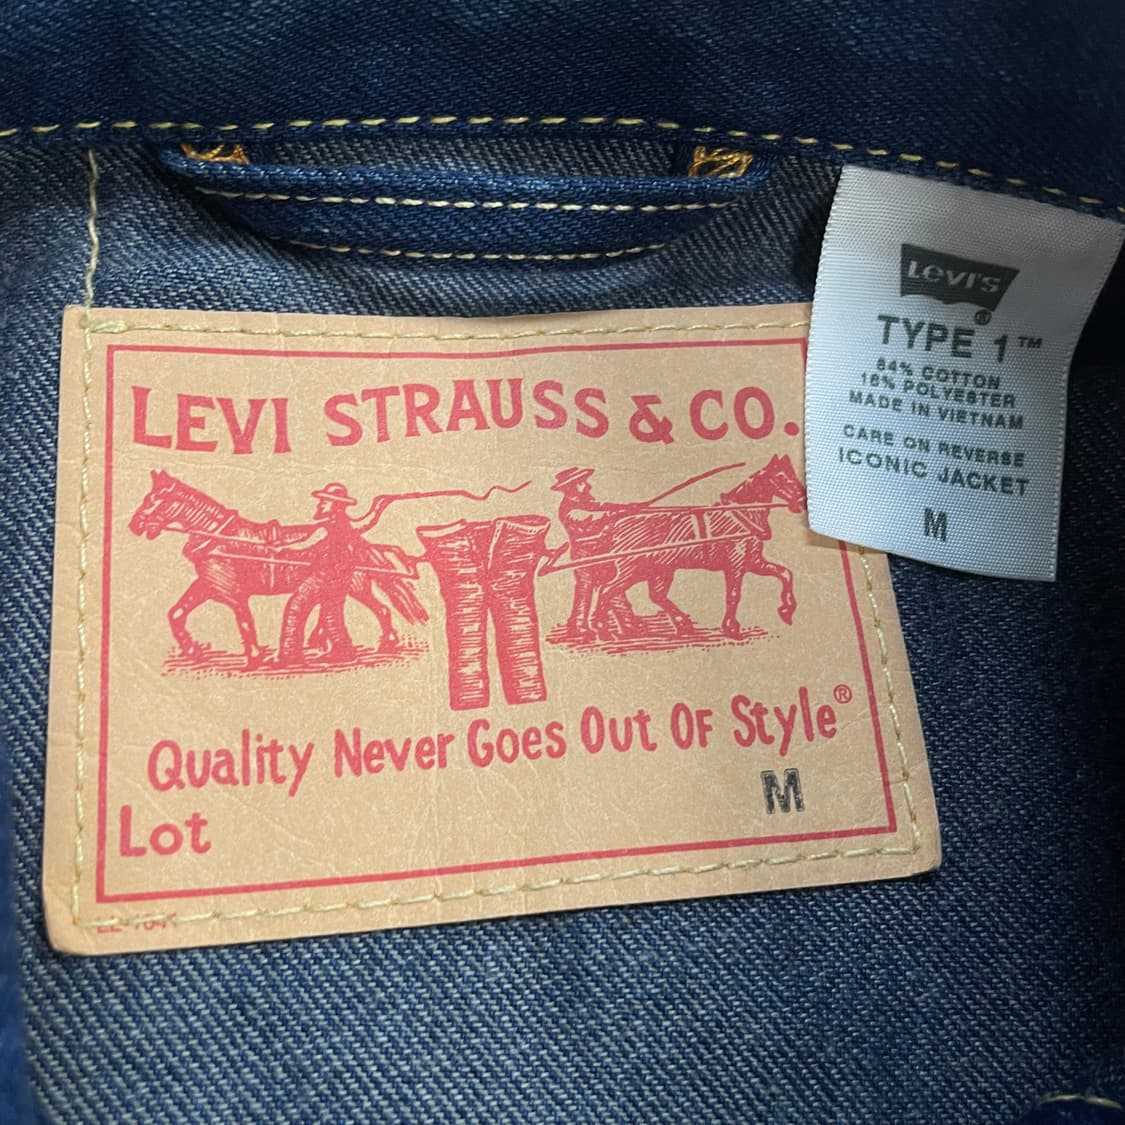 LEVI STRAUSS & CO.
Quality Never Goes Out Of Style®
M
Lot
LEVI'S
®
TYPE 1™
84% COTTON
16% POLYESTER
MADE IN VIETNAM
CARE ON REVERSE
ICONIC JACKET
M